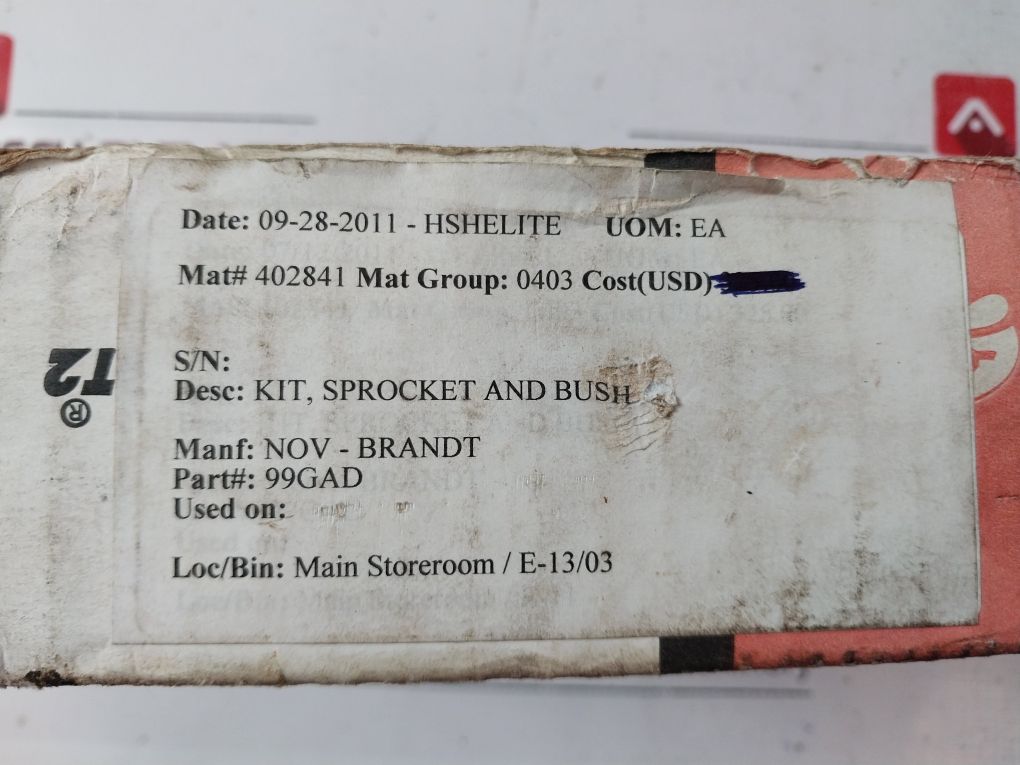 Date: 09-28-2011 - HSHELITE UOM: EA
Mat# 402841 Mat Group: 0403 Cost(USD)
S/N:
Desc: KIT, SPROCKET AND BUSH
Manf: NOV - BRANDT
Part#: 99GAD
Used on:
Loc/Bin: Main Storeroom / E-13/03
T2®